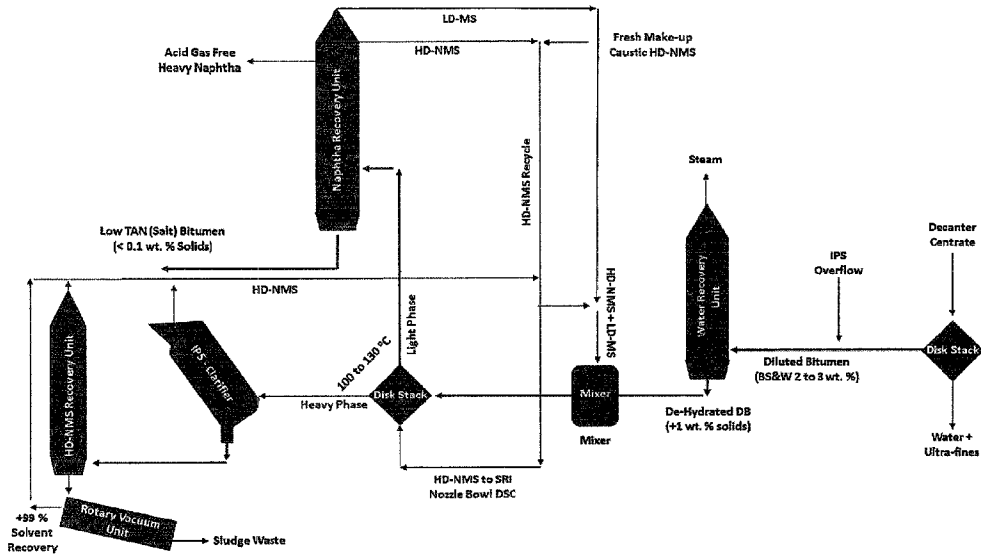 LD-MS
HD-NMS
Fresh Make-up
Caustic HD-NMS
Acid Gas Free
Heavy Naphtha
Naphtha Recovery Unit
HD-NMS Recycle
Steam
Low TAN (Salt) Bitumen
(< 0.1 wt. % Solids)
Decanter
Centrate
IPS
Overflow
HD-NMS
HD-NMS + LD-MS
Water Recovery
Unit
Light Phase
HD-NMS Recovery Unit
IPS - Clarifier
100 to 130 °C
Disk Stack
Diluted Bitumen
(BS&W 2 to 3 wt. %)
Heavy Phase
Disk Stack
Mixer
Mixer
De-Hydrated DB
(+1 wt. % solids)
Water +
Ultra-fines
HD-NMS to SRI
Nozzle Bowl DSC
+99 %
Solvent
Recovery
Rotary Vacuum
Unit
Sludge Waste